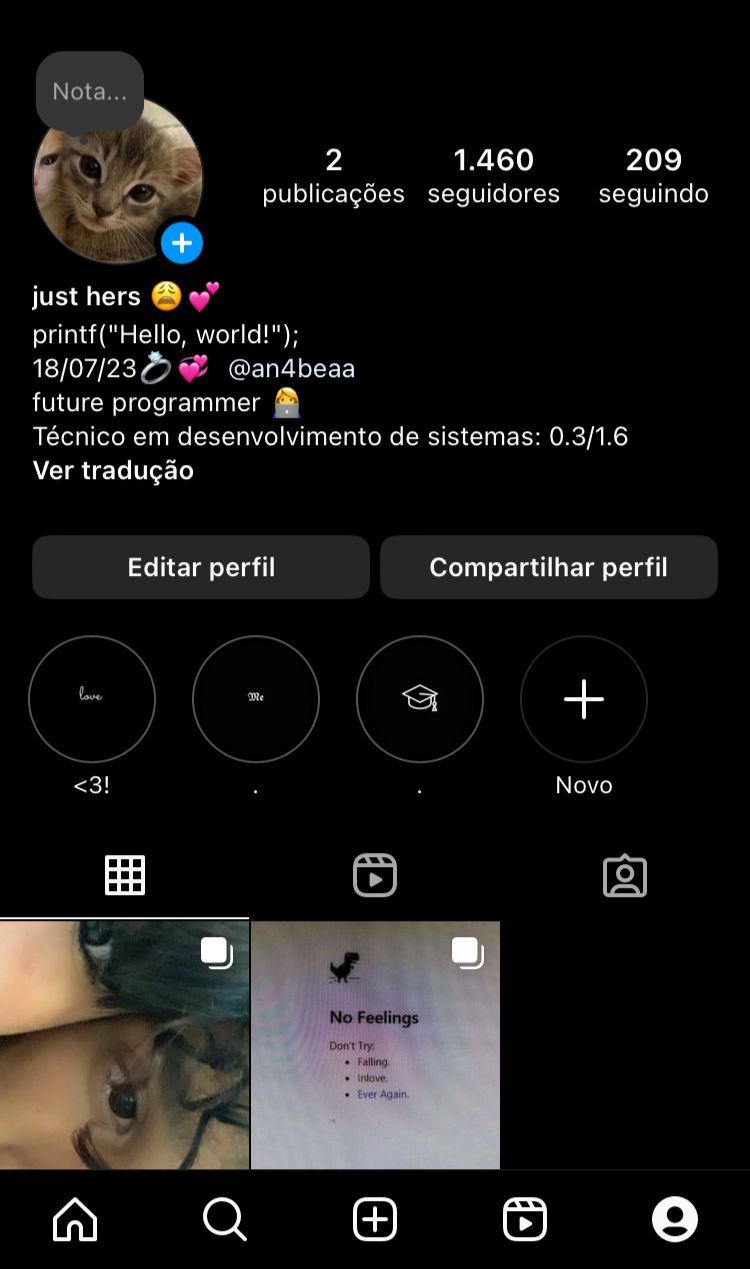 Nota...
2
publicações
1.460
seguidores
209
seguindo
just hers 😩💕
printf("Hello, world!");
18/07/23💍💞 @an4beaa
future programmer 👩‍💻
Técnico em desenvolvimento de sistemas: 0.3/1.6
Ver tradução
Editar perfil
Compartilhar perfil
love
Me
<3!
.
.
Novo
No Feelings
Don't Try:
• Falling.
• Inlove.
• Ever Again.